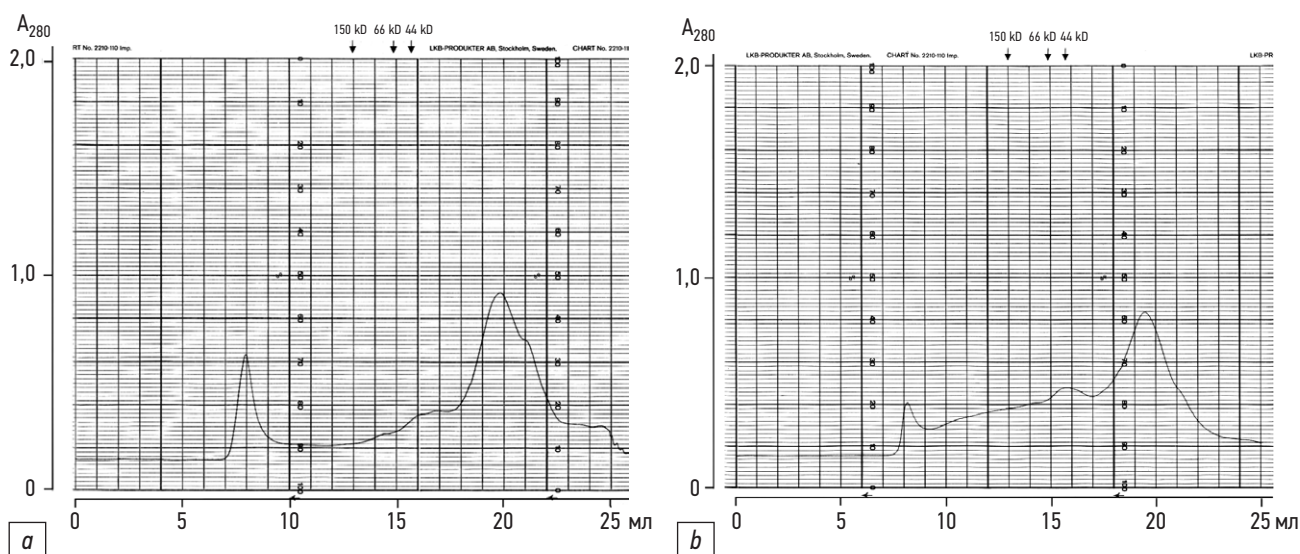 A280
150 kD 66 kD 44 kD
RT No. 2210-110 Imp. LKB-PRODUKTER AB, Stockholm, Sweden. CHART No. 2210-11
2,0
1,0
0
0 5 10 15 20 25 мл
a
A280
150 kD 66 kD 44 kD
LKB-PRODUKTER AB, Stockholm, Sweden. CHART No. 2210-110 Imp. LKB-PR
2,0
1,0
0
0 5 10 15 20 25 мл
b